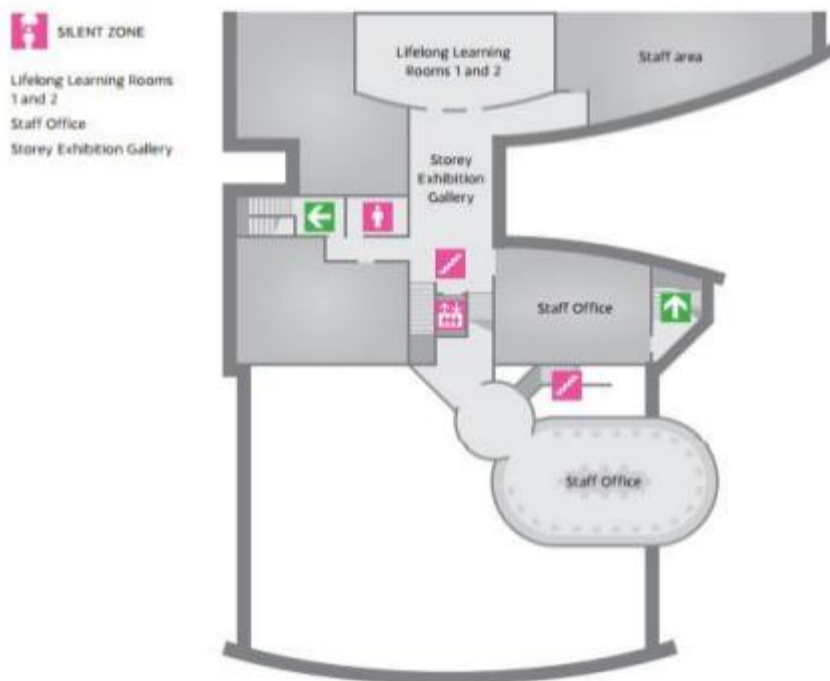 SILENT ZONE
Lifelong Learning Rooms
1 and 2
Staff Office
Storey Exhibition Gallery
Lifelong Learning
Rooms 1 and 2
Staff area
Storey
Exhibition
Gallery
Staff Office
Staff Office